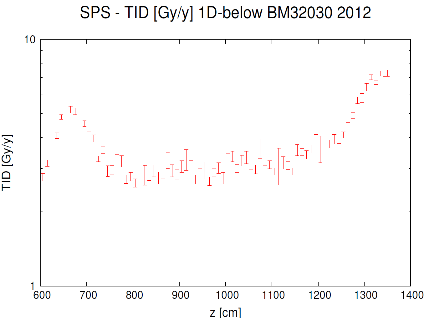 SPS - TID [Gy/y] 1D-below BM32030 2012
10
TID [Gy/y]
1
600 700 800 900 1000 1100 1200 1300 1400
z [cm]